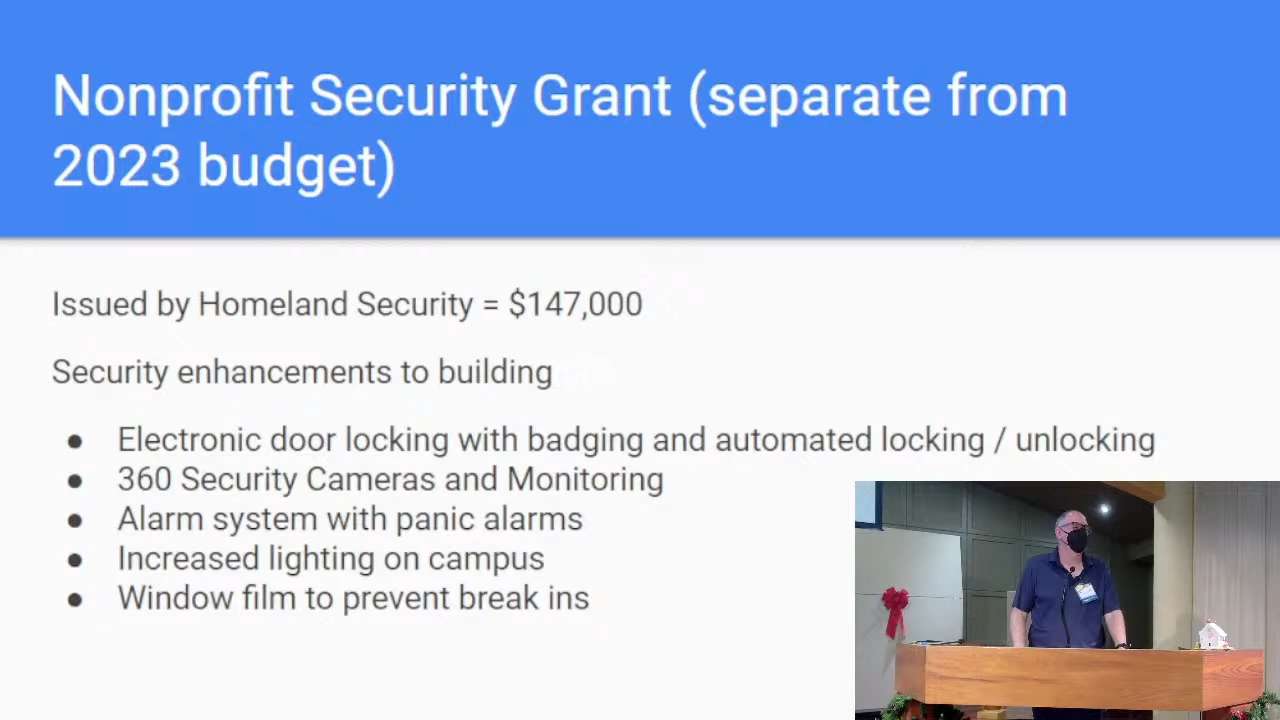 Nonprofit Security Grant (separate from
2023 budget)
Issued by Homeland Security = $147,000
Security enhancements to building
● Electronic door locking with badging and automated locking / unlocking
● 360 Security Cameras and Monitoring
● Alarm system with panic alarms
● Increased lighting on campus
● Window film to prevent break ins